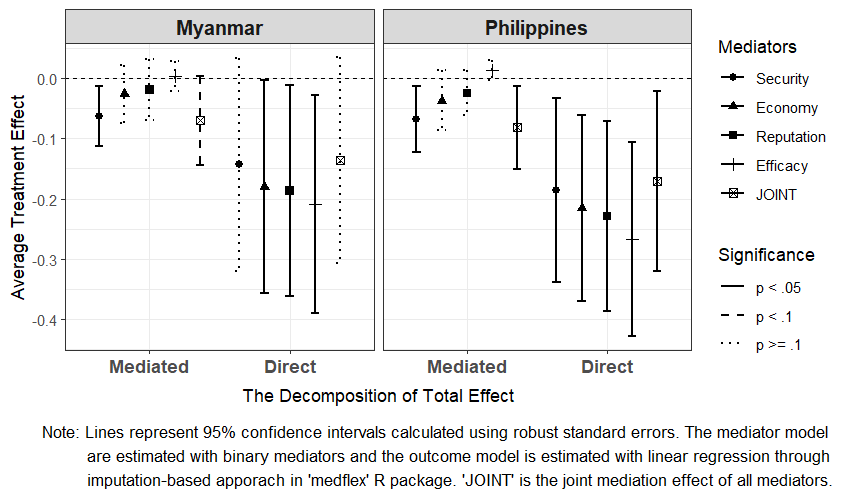 Myanmar
Philippines
Average Treatment Effect
0.0
-0.1
-0.2
-0.3
-0.4
Mediated
Direct
Mediated
Direct
The Decomposition of Total Effect
Mediators
Security
Economy
Reputation
Efficacy
JOINT
Significance
p < .05
p < .1
p >= .1
Note: Lines represent 95% confidence intervals calculated using robust standard errors. The mediator model
are estimated with binary mediators and the outcome model is estimated with linear regression through
imputation-based apporach in 'medflex' R package. 'JOINT' is the joint mediation effect of all mediators.